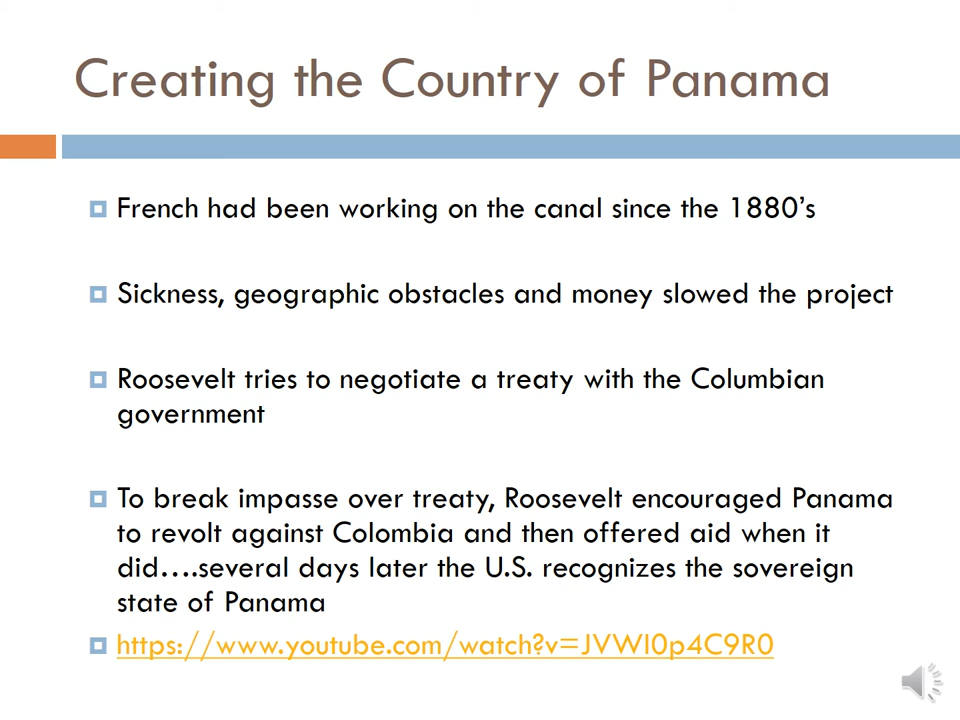 Creating the Country of Panama
French had been working on the canal since the 1880’s
Sickness, geographic obstacles and money slowed the project
Roosevelt tries to negotiate a treaty with the Columbian
government
To break impasse over treaty, Roosevelt encouraged Panama
to revolt against Colombia and then offered aid when it
did….several days later the U.S. recognizes the sovereign
state of Panama
https://www.youtube.com/watch?v=JVWI0p4C9R0